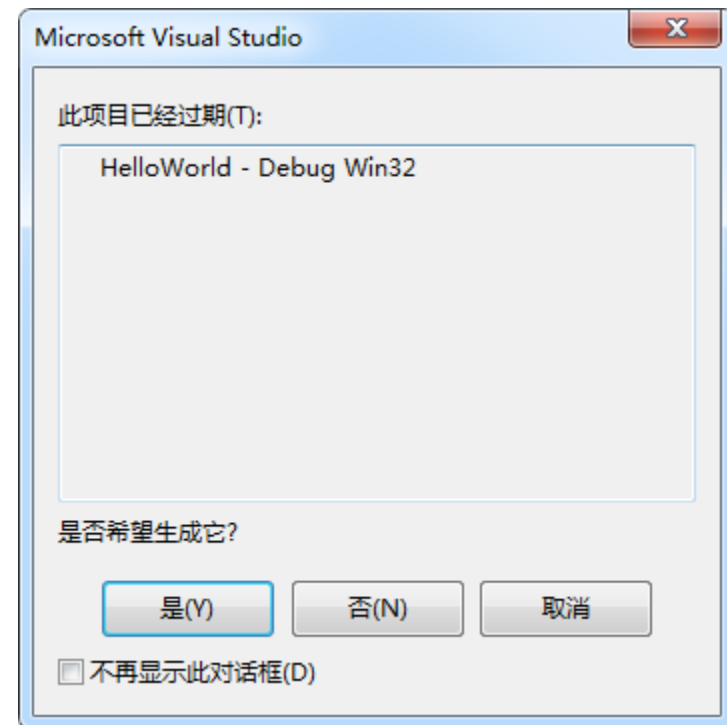 Microsoft Visual Studio
此项目已经过期(T):
HelloWorld - Debug Win32
是否希望生成它?
是(Y) 否(N) 取消
不再显示此对话框(D)